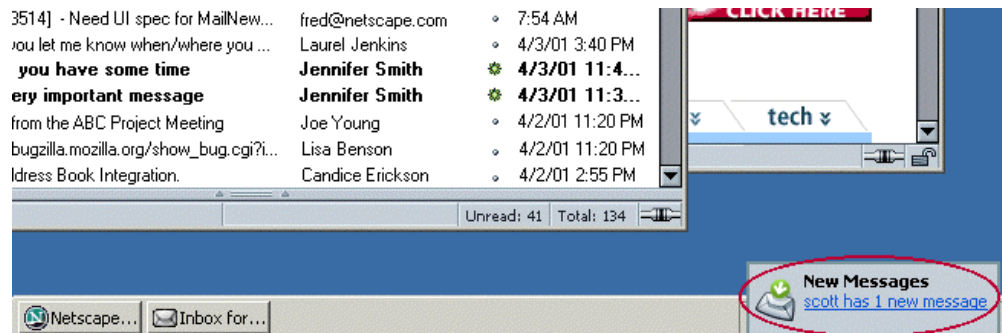 3514] - Need UI spec for MailNew... fred@netscape.com 7:54 AM
you let me know when/where you ... Laurel Jenkins 4/3/01 3:40 PM
you have some time Jennifer Smith 4/3/01 11:4...
ery important message Jennifer Smith 4/3/01 11:3...
from the ABC Project Meeting Joe Young 4/2/01 11:20 PM
bugzilla.mozilla.org/show_bug.cgi?i... Lisa Benson 4/2/01 11:20 PM
ddress Book Integration. Candice Erickson 4/2/01 2:55 PM
Unread: 41 Total: 134
CLICK HERE
tech
New Messages
scott has 1 new message
Netscape... Inbox for...